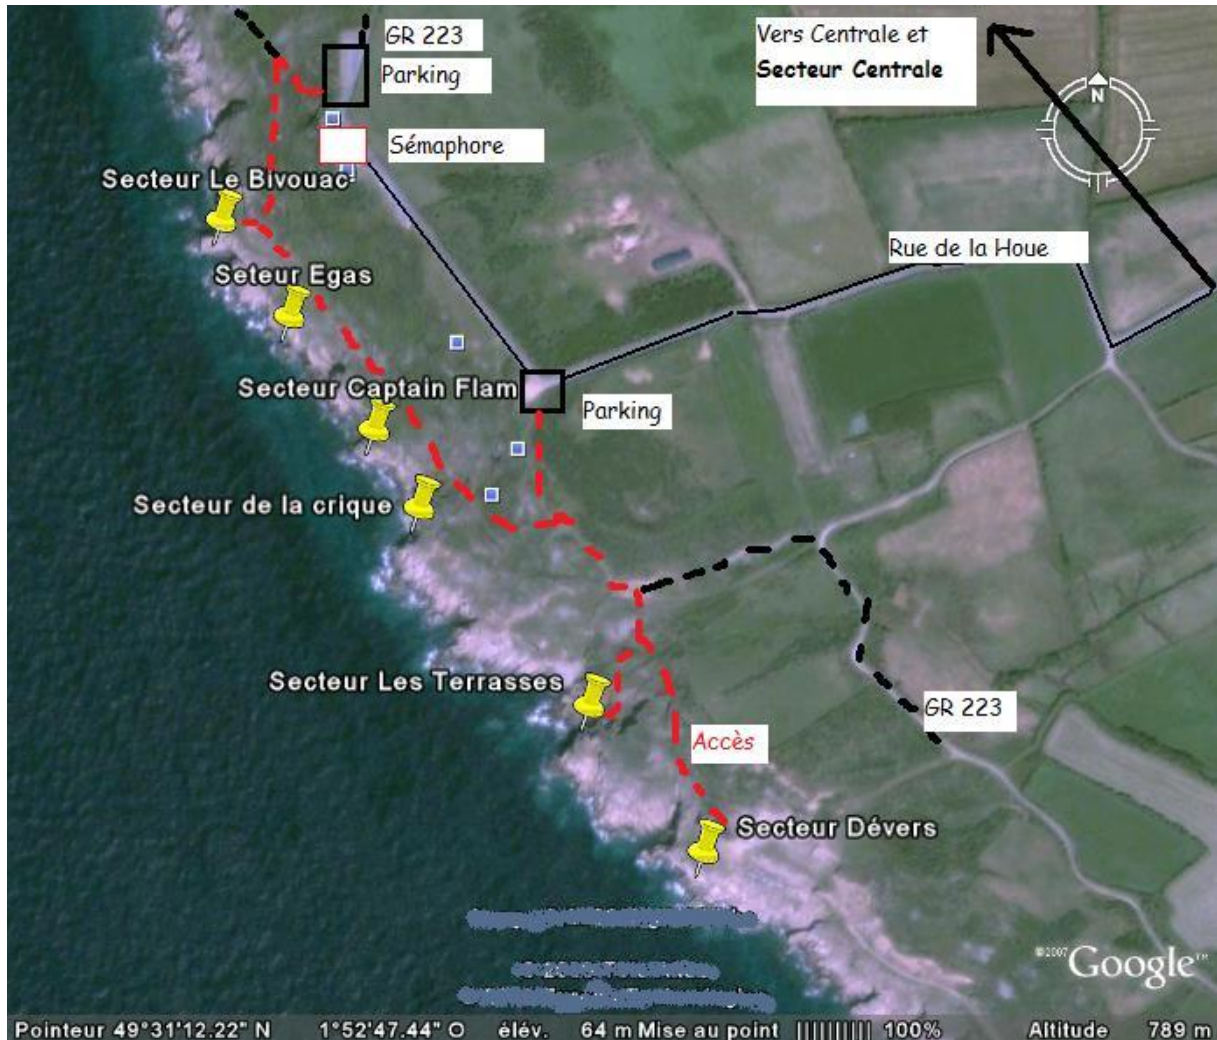 GR 223
Parking
Vers Centrale et
Secteur Centrale
N
Sémaphore
Secteur Le Bivouac
Rue de la Houe
Seteur Egas
Secteur Captain Flam
Parking
Secteur de la crique
Secteur Les Terrasses
GR 223
Accès
Secteur Dévers
©2007 Google™
Pointeur 49°31'12.22" N 1°52'47.44" O élév. 64 m Mise au point |||||||||| 100% Altitude 789 m